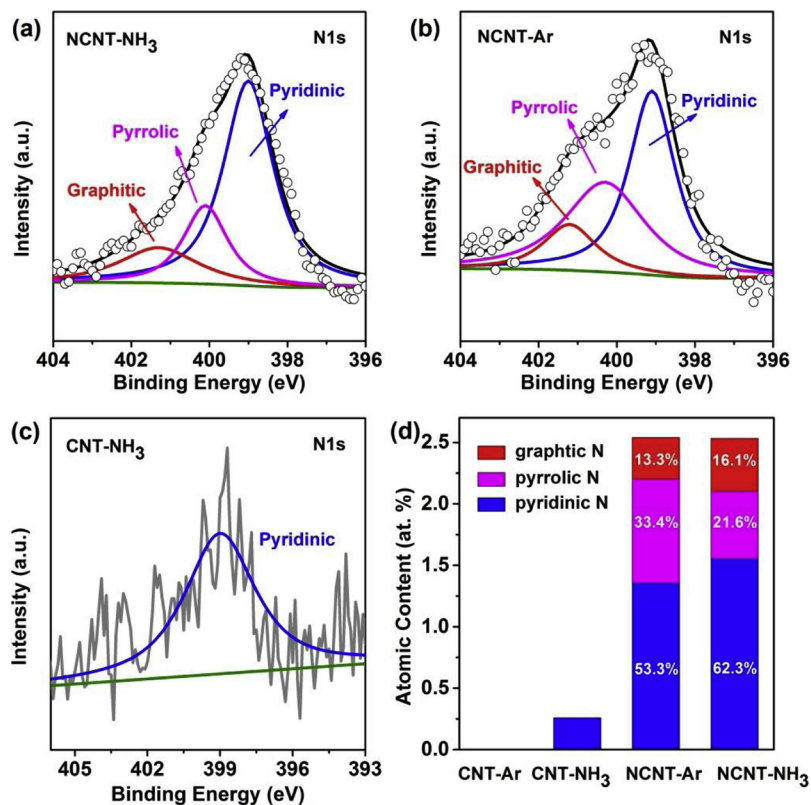 (a)
NCNT-NH3
N1s
Pyridinic
Pyrrolic
Graphitic
Intensity (a.u.)
404 402 400 398 396
Binding Energy (eV)
(b)
NCNT-Ar
N1s
Pyridinic
Pyrrolic
Graphitic
Intensity (a.u.)
404 402 400 398 396
Binding Energy (eV)
(c)
CNT-NH3
N1s
Pyridinic
Intensity (a.u.)
405 402 399 396 393
Binding Energy (eV)
(d)
graphtic N
pyrrolic N
pyridinic N
13.3%
16.1%
33.4%
21.6%
53.3%
62.3%
Atomic Content (at. %)
2.5
2.0
1.5
1.0
0.5
0.0
CNT-Ar CNT-NH3 NCNT-Ar NCNT-NH3